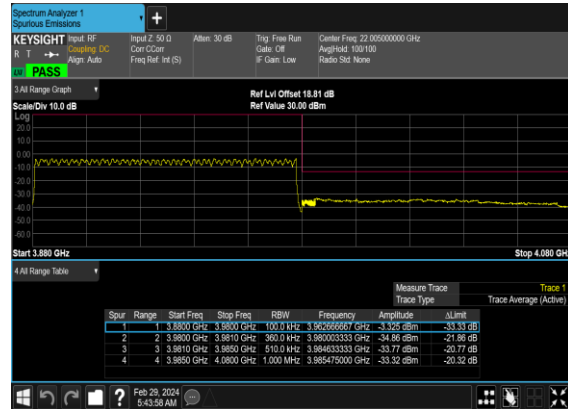 Spectrum Analyzer 1
Spurious Emissions
+
KEYSIGHT Input: RF Input Z: 50 Ω Atten: 30 dB Trig: Free Run Center Freq: 22.005000000 GHz
R T Coupling: DC Corr CCorr Gate: Off Avg|Hold: 100/100
Align: Auto Freq Ref: Int (S) IF Gain: Low Radio Std: None
PASS
3 All Range Graph
Ref Lvl Offset 18.81 dB
Scale/Div 10.0 dB Ref Value 30.00 dBm
Log
20.0
10.0
0.00
-10.0
-20.0
-30.0
-40.0
-50.0
-60.0
Start 3.880 GHz Stop 4.080 GHz
4 All Range Table
Measure Trace Trace 1
Trace Type Trace Average (Active)
Spur Range Start Freq Stop Freq RBW Frequency Amplitude ΔLimit
1 1 3.8800 GHz 3.9800 GHz 100.0 kHz 3.962666667 GHz -3.325 dBm -33.33 dB
2 2 3.9800 GHz 3.9810 GHz 360.0 kHz 3.980003333 GHz -34.86 dBm -21.86 dB
3 3 3.9810 GHz 3.9850 GHz 510.0 kHz 3.984633333 GHz -33.77 dBm -20.77 dB
4 4 3.9850 GHz 4.0800 GHz 1.000 MHz 3.985475000 GHz -33.32 dBm -20.32 dB
? Feb 29, 2024
5:43:58 AM